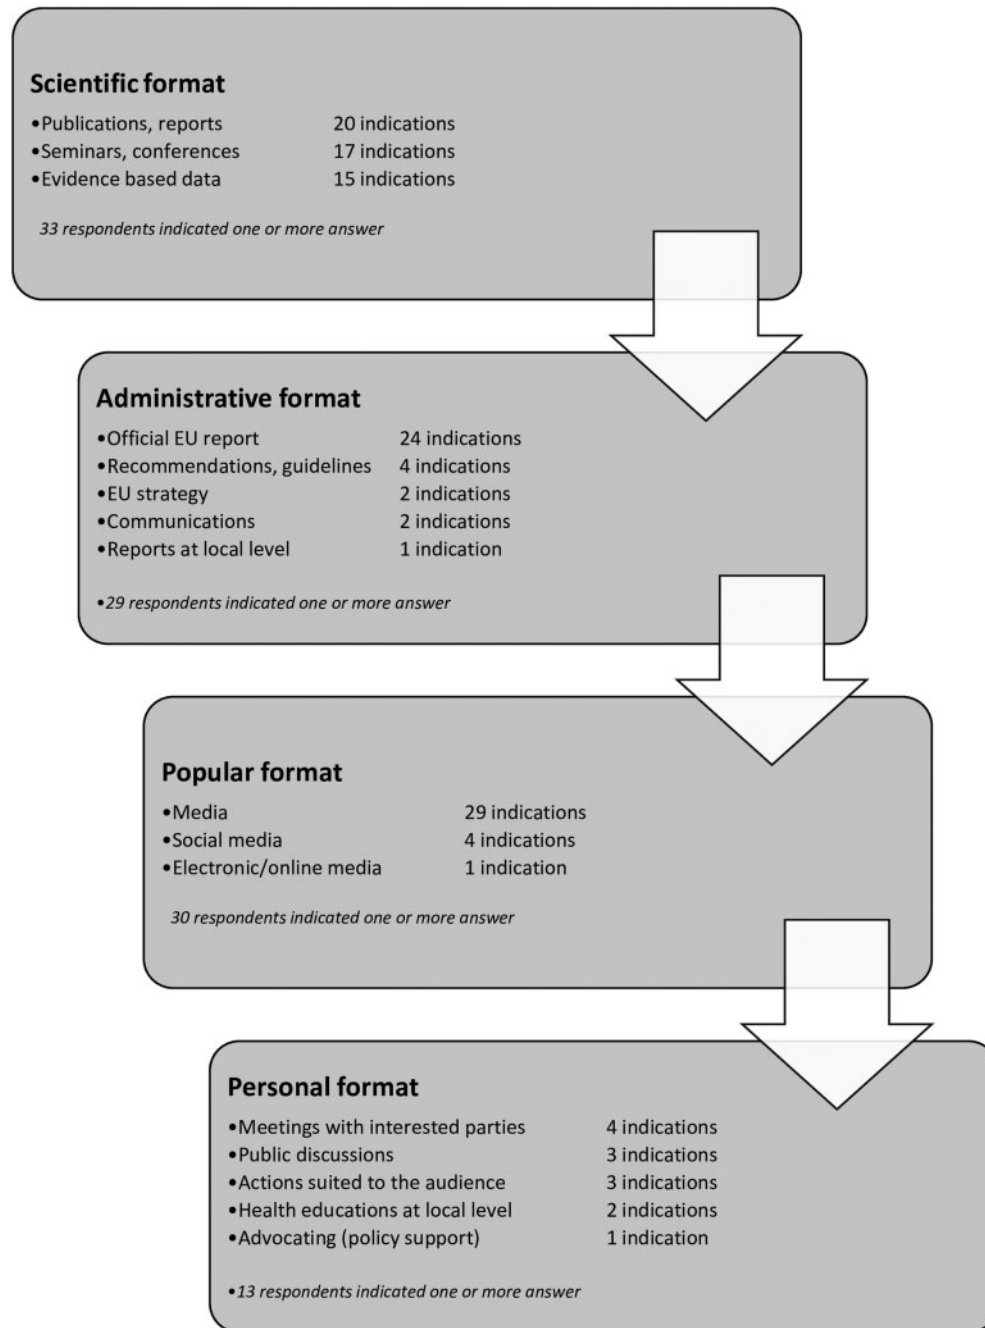 Scientific format
•Publications, reports 20 indications
•Seminars, conferences 17 indications
•Evidence based data 15 indications
33 respondents indicated one or more answer
Administrative format
•Official EU report 24 indications
•Recommendations, guidelines 4 indications
•EU strategy 2 indications
•Communications 2 indications
•Reports at local level 1 indication
•29 respondents indicated one or more answer
Popular format
•Media 29 indications
•Social media 4 indications
•Electronic/online media 1 indication
30 respondents indicated one or more answer
Personal format
•Meetings with interested parties 4 indications
•Public discussions 3 indications
•Actions suited to the audience 3 indications
•Health educations at local level 2 indications
•Advocating (policy support) 1 indication
•13 respondents indicated one or more answer